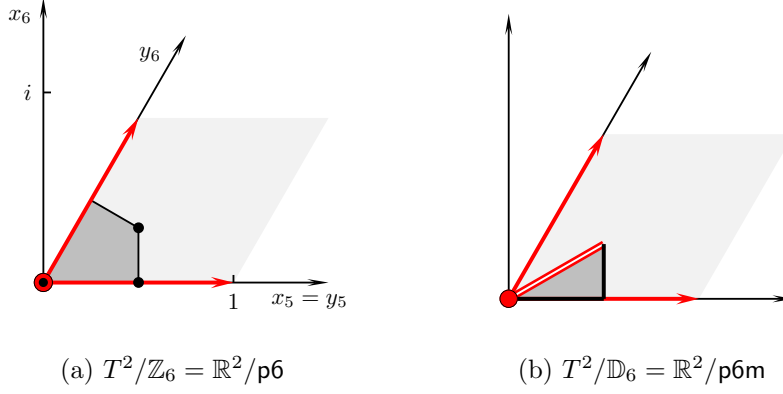 x₆
y₆
i
1
x₅ = y₅
(a) T²/ℤ₆ = ℝ²/p6
(b) T²/𝔻₆ = ℝ²/p6m